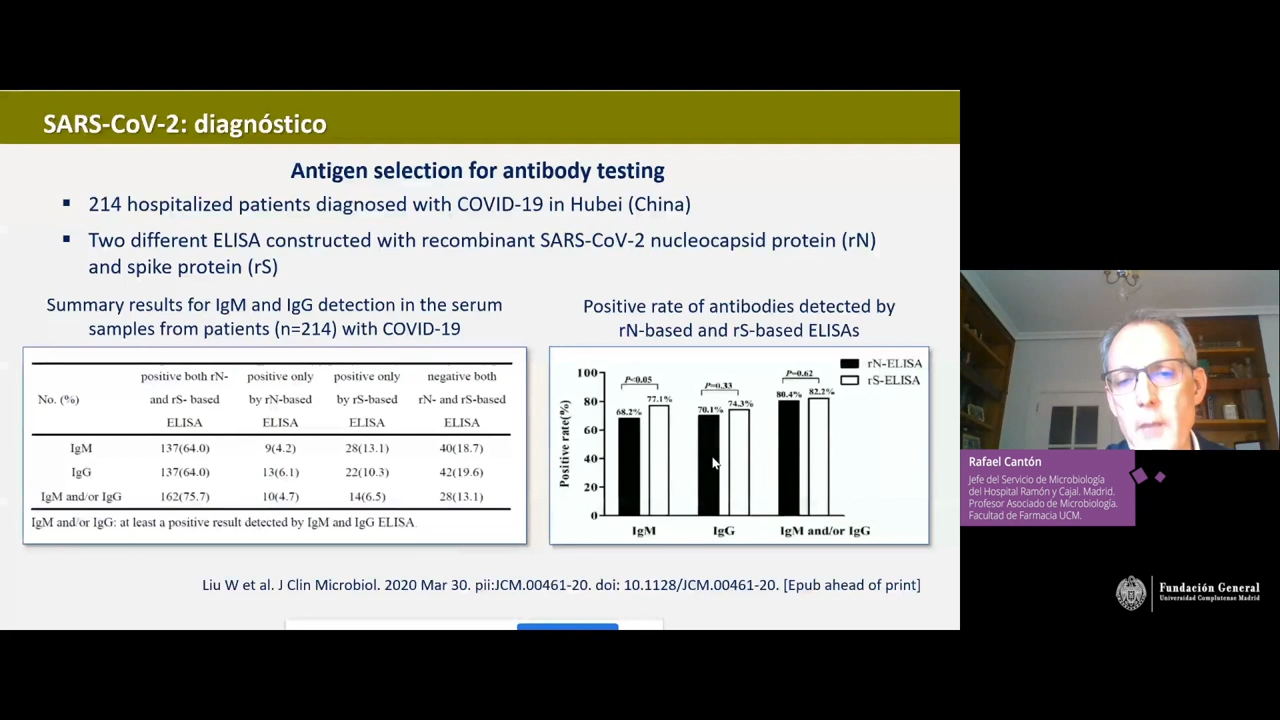 SARS-CoV-2: diagnóstico
Antigen selection for antibody testing
▪ 214 hospitalized patients diagnosed with COVID-19 in Hubei (China)
▪ Two different ELISA constructed with recombinant SARS-CoV-2 nucleocapsid protein (rN)
and spike protein (rS)
Summary results for IgM and IgG detection in the serum
samples from patients (n=214) with COVID-19
positive both rN- positive only positive only negative both
No. (%) and rS- based by rN-based by rS-based rN- and rS-based
ELISA ELISA ELISA ELISA
IgM 137(64.0) 9(4.2) 28(13.1) 40(18.7)
IgG 137(64.0) 13(6.1) 22(10.3) 42(19.6)
IgM and/or IgG 162(75.7) 10(4.7) 14(6.5) 28(13.1)
IgM and/or IgG: at least a positive result detected by IgM and IgG ELISA.
Positive rate of antibodies detected by
rN-based and rS-based ELISAs
rN-ELISA
rS-ELISA
Positive rate(%)
100
80
60
40
20
0
P<0.05
P=0.33
P=0.62
68.2%
77.1%
70.1%
74.3%
80.4%
82.2%
IgM
IgG
IgM and/or IgG
Liu W et al. J Clin Microbiol. 2020 Mar 30. pii:JCM.00461-20. doi: 10.1128/JCM.00461-20. [Epub ahead of print]
Rafael Cantón
Jefe del Servicio de Microbiología
del Hospital Ramón y Cajal. Madrid.
Profesor Asociado de Microbiología.
Facultad de Farmacia UCM.
Fundación General
Universidad Complutense Madrid